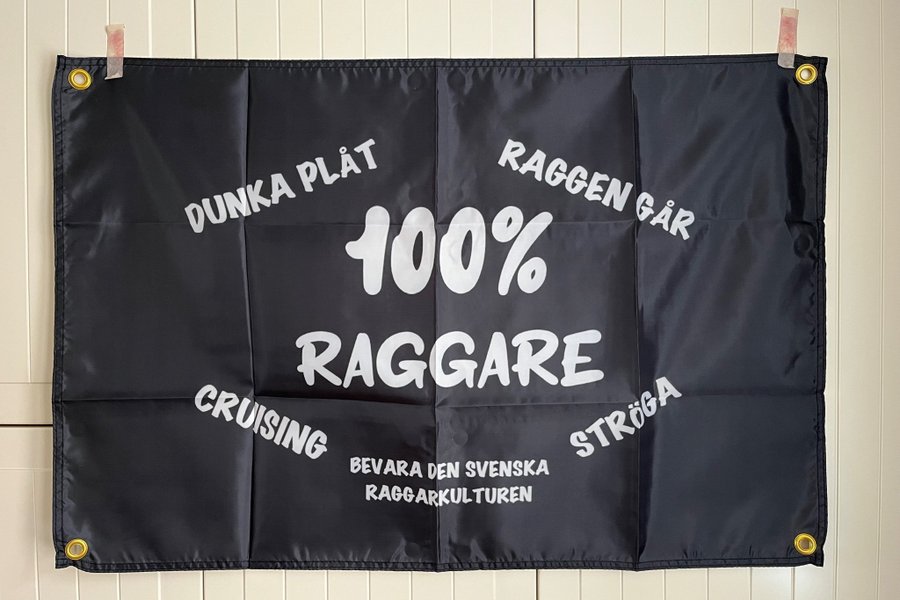 DUNKA PLÅT
RAGGEN GÅR
100%
RAGGARE
CRUISING
STRÖGA
BEVARA DEN SVENSKA
RAGGARKULTUREN